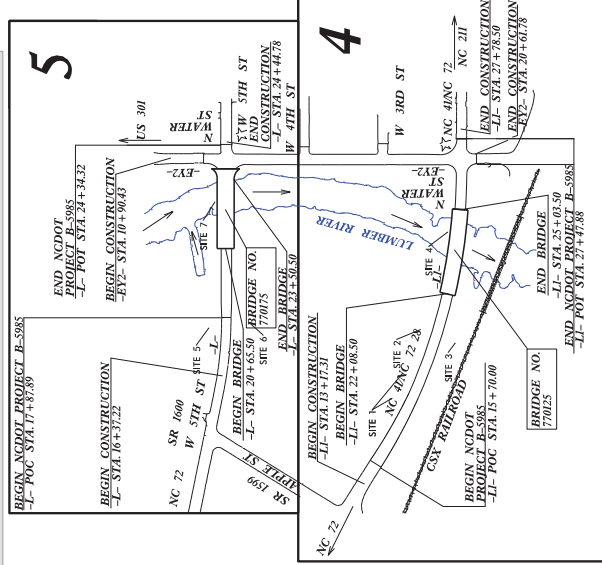 5
4
US 301
N
WATER
ST
W 5TH ST
END
CONSTRUCTION
-L- STA. 24+44.78
W 4TH ST
W 3RD ST
NC 41/NC 72
NC 211
END CONSTRUCTION
-L1- STA. 27+78.50
END CONSTRUCTION
-EY2- STA. 20+61.78
END NCDOT
PROJECT B-5985
-L- POT STA. 24+34.32
BEGIN CONSTRUCTION
-EY2- STA. 10+90.43
-EY2-
-EY2-
N
WATER
ST
LUMBER RIVER
SITE 7
SITE 4
-L1-
BRIDGE NO.
770175
END BRIDGE
-L- STA. 23+50.50
END BRIDGE
-L1- STA. 25+03.50
END NCDOT PROJECT B-5985
-L1- POT STA. 27+47.88
BEGIN NCDOT PROJECT B-5985
-L- POC STA. 17+87.89
BEGIN CONSTRUCTION
-L- STA. 16+37.22
SITE 5
-L-
SITE 6
BEGIN BRIDGE
-L- STA. 20+65.50
SR 1600
W 5TH ST
NC 72
SR 1599
APPLE ST
BEGIN CONSTRUCTION
-L1- STA. 13+17.31
BEGIN BRIDGE
-L1- STA. 22+08.50
SITE 1
SITE 2
NC 41/NC 72
SITE 3
CSX RAILROAD
BRIDGE NO.
770125
BEGIN NCDOT
PROJECT B-5985
-L1- POC STA. 15+70.00
NC 72